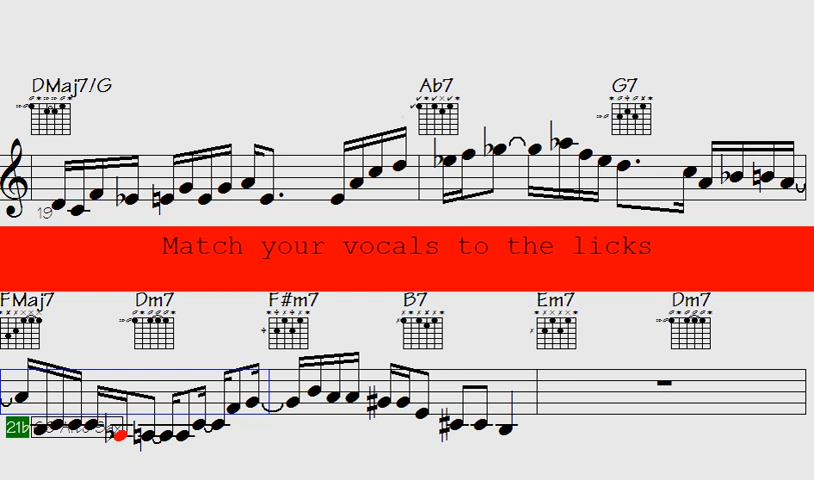 DMaj7/G Ab7 G7
19
Match your vocals to the licks
FMaj7 Dm7 F#m7 B7 Em7 Dm7
21b